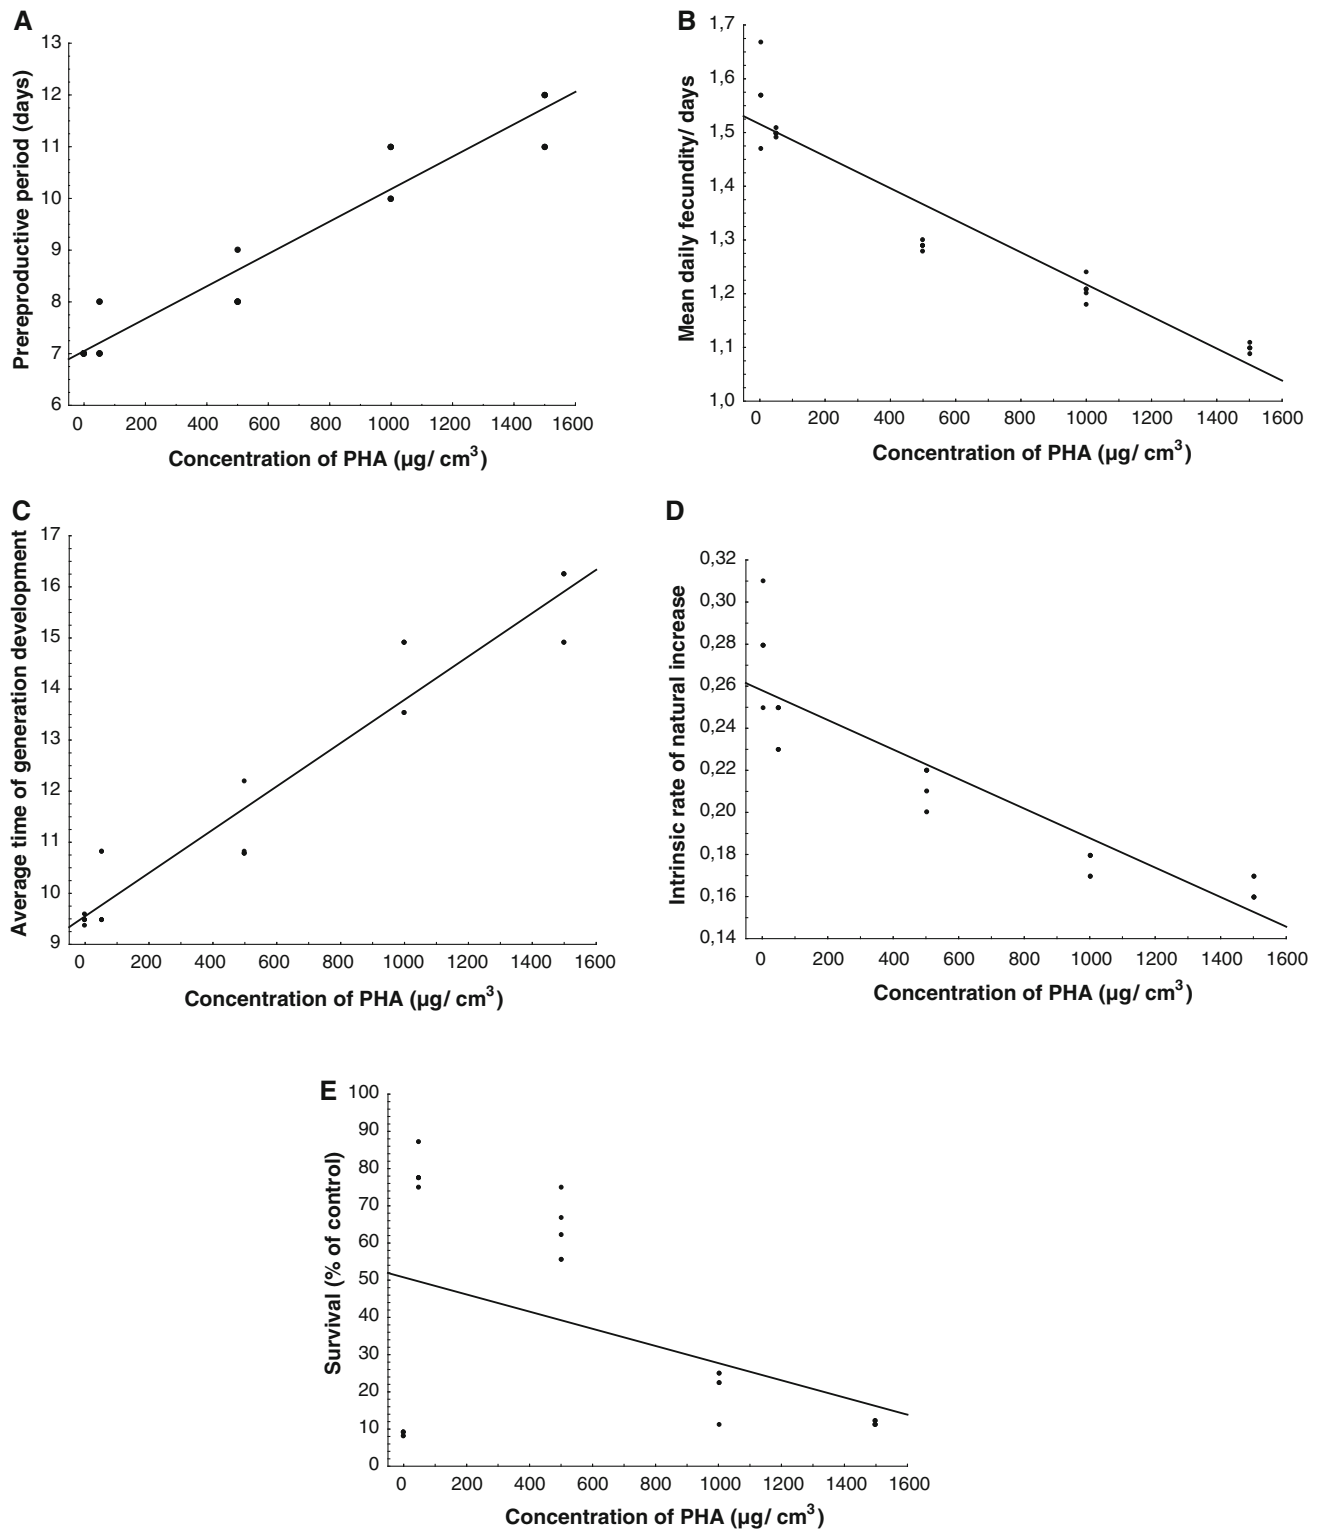 A
Prereproductive period (days)
13
12
11
10
9
8
7
6
0 200 400 600 800 1000 1200 1400 1600
Concentration of PHA (µg/ cm3)
B
Mean daily fecundity/ days
1,7
1,6
1,5
1,4
1,3
1,2
1,1
1,0
0 200 400 600 800 1000 1200 1400 1600
Concentration of PHA (µg/ cm3)
C
Average time of generation development
17
16
15
14
13
12
11
10
9
0 200 400 600 800 1000 1200 1400 1600
Concentration of PHA (µg/ cm3)
D
Intrinsic rate of natural increase
0,32
0,30
0,28
0,26
0,24
0,22
0,20
0,18
0,16
0,14
0 200 400 600 800 1000 1200 1400 1600
Concentration of PHA (µg/ cm3)
E
Survival (% of control)
100
90
80
70
60
50
40
30
20
10
0
0 200 400 600 800 1000 1200 1400 1600
Concentration of PHA (µg/ cm3)